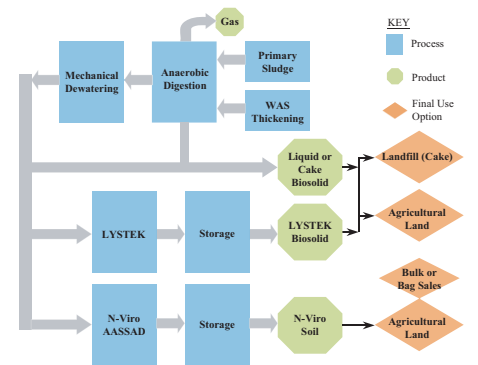 Gas
KEY
Process
Product
Final Use
Option
Mechanical
Dewatering
Anaerobic
Digestion
Primary
Sludge
WAS
Thickening
Liquid or
Cake
Biosolid
Landfill (Cake)
LYSTEK
Storage
LYSTEK
Biosolid
Agricultural
Land
Bulk or
Bag Sales
N-Viro
AASSAD
Storage
N-Viro
Soil
Agricultural
Land